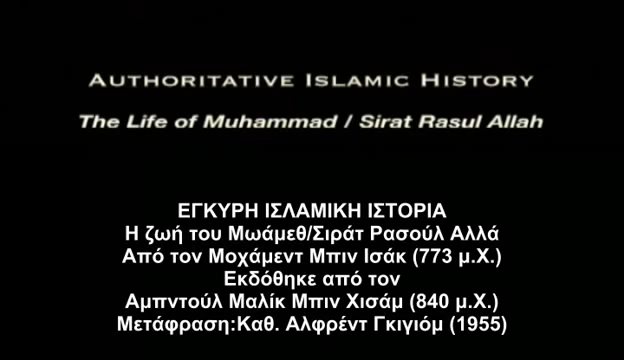 AUTHORITATIVE ISLAMIC HISTORY
The Life of Muhammad / Sirat Rasul Allah
ΕΓΚΥΡΗ ΙΣΛΑΜΙΚΗ ΙΣΤΟΡΙΑ
Η ζωή του Μωάμεθ/Σιράτ Ρασούλ Αλλά
Από τον Μοχάμεντ Μπιν Ισάκ (773 μ.Χ.)
Εκδόθηκε από τον
Αμπντούλ Μαλίκ Μπιν Χισάμ (840 μ.Χ.)
Μετάφραση:Καθ. Αλφρέντ Γκιγιόμ (1955)